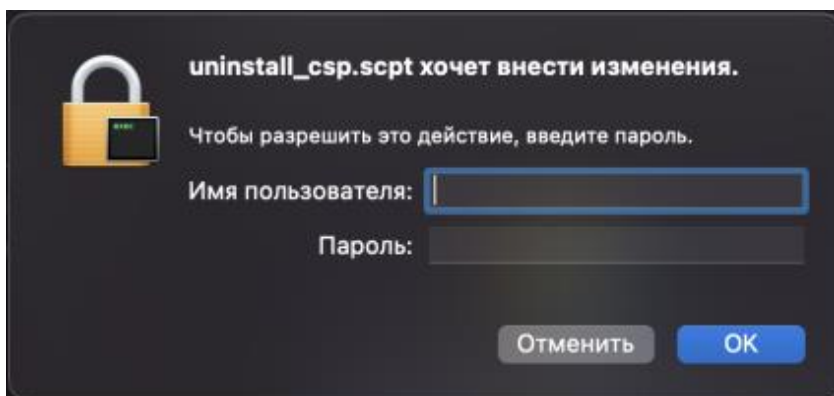 uninstall_csp.scpt хочет внести изменения.
Чтобы разрешить это действие, введите пароль.
Имя пользователя:
Пароль:
Отменить
OK